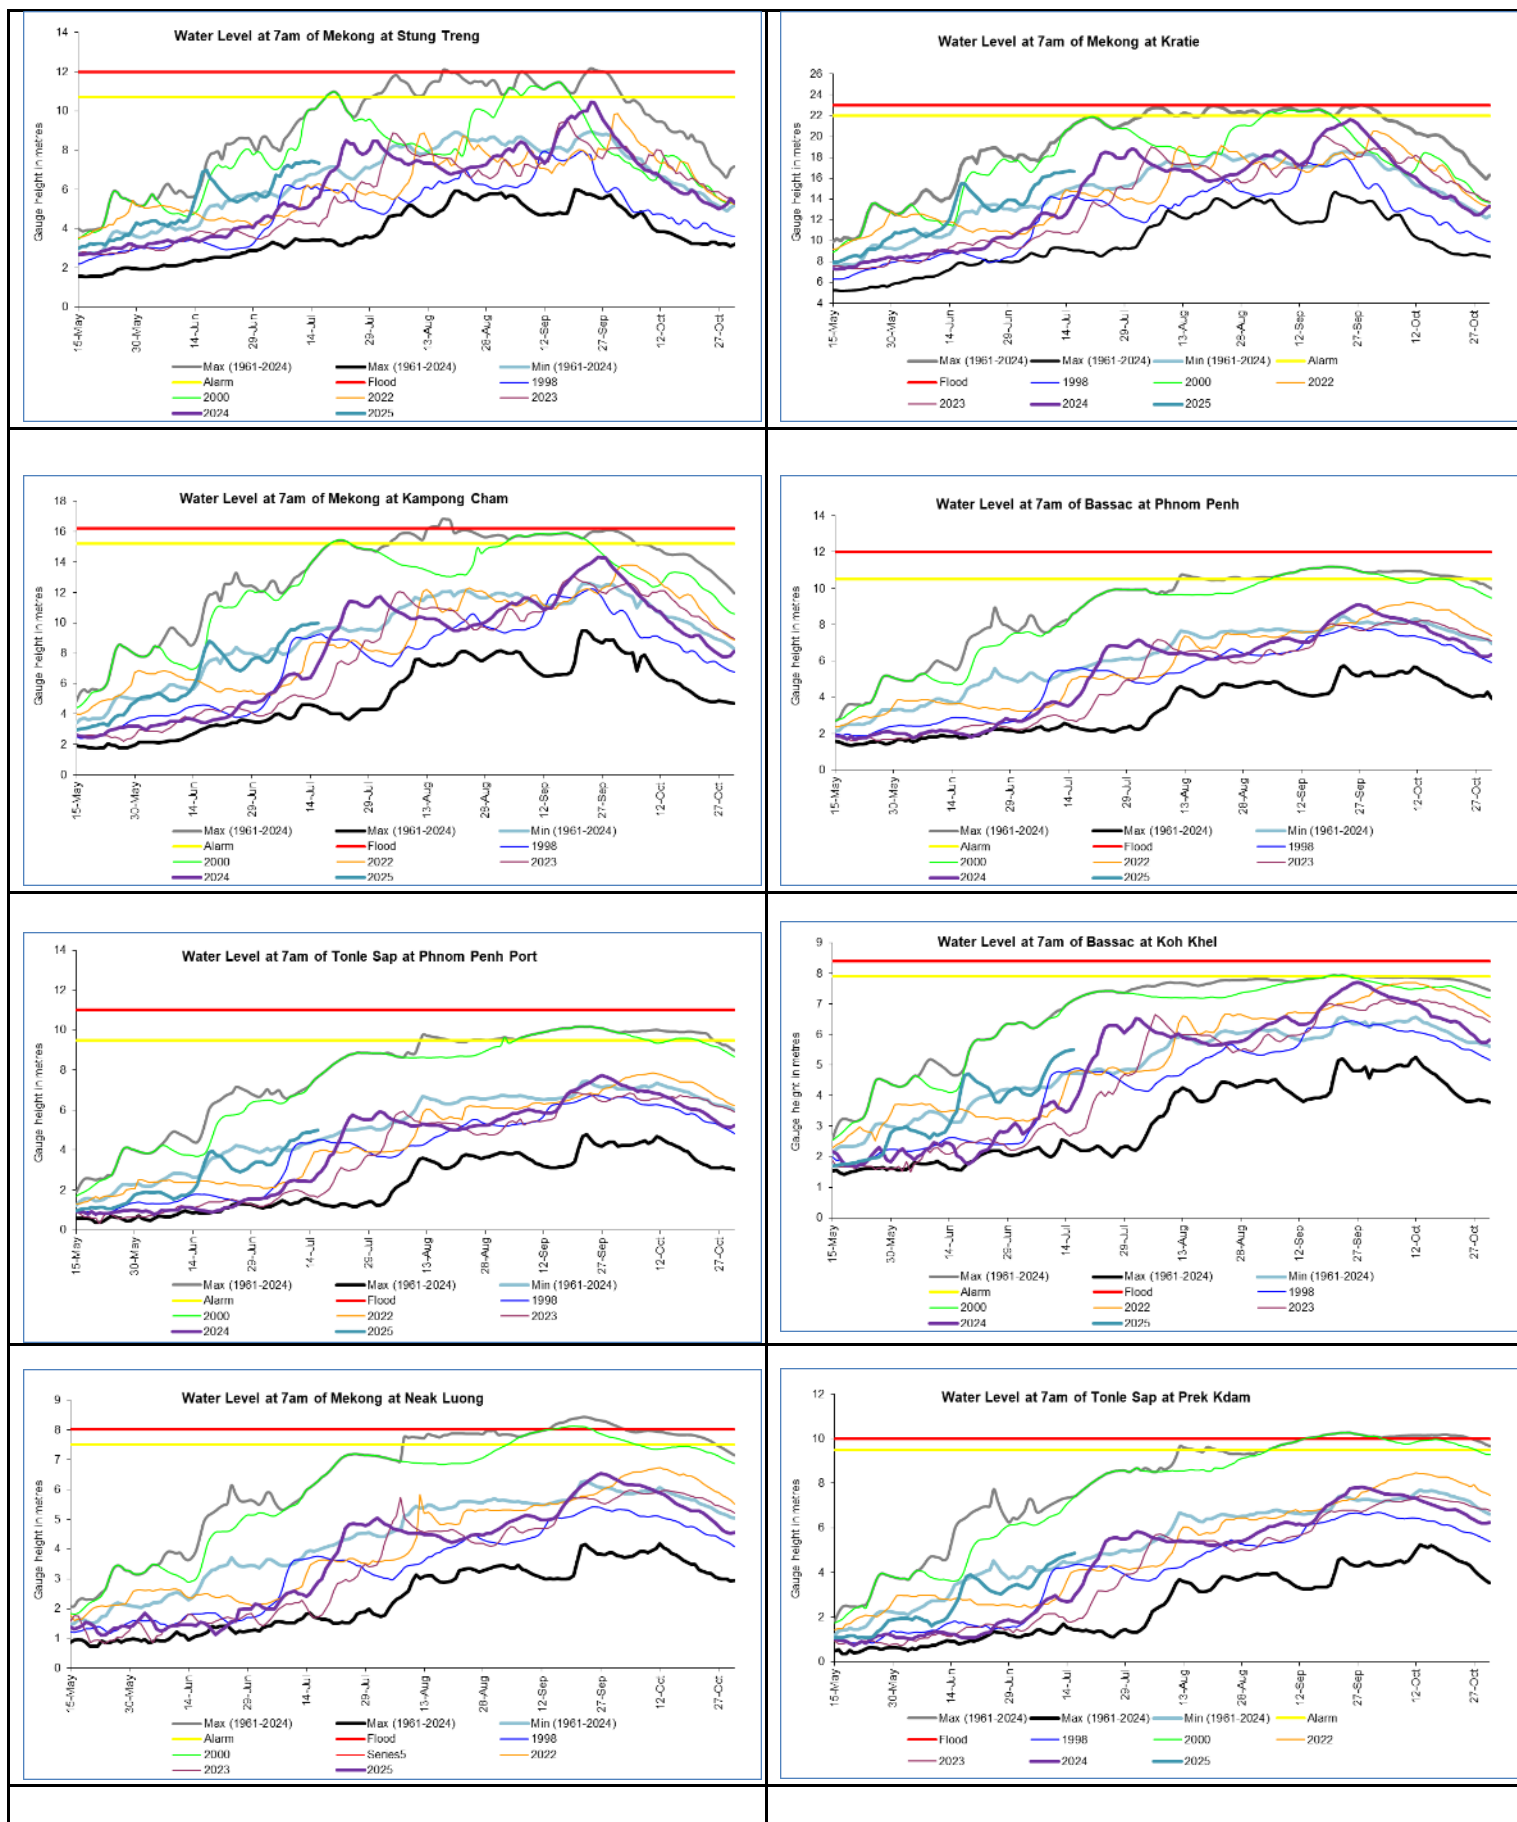 Water Level at 7am of Mekong at Stung Treng
Gauge height in metres
14
12
10
8
6
4
2
0
15-May
30-May
14-Jun
29-Jun
14-Jul
29-Jul
13-Aug
28-Aug
12-Sep
27-Sep
12-Oct
27-Oct
Max (1961-2024) Max (1961-2024) Min (1961-2024)
Alarm Flood 1998
2000 2022 2023
2024 2025
Water Level at 7am of Mekong at Kratie
Gauge height in metres
26
24
22
20
18
16
14
12
10
8
6
4
15-May
30-May
14-Jun
29-Jun
14-Jul
29-Jul
13-Aug
28-Aug
12-Sep
27-Sep
12-Oct
27-Oct
Max (1961-2024) Max (1961-2024) Min (1961-2024) Alarm
Flood 1998 2000 2022
2023 2024 2025
Water Level at 7am of Mekong at Kampong Cham
Gauge height in metres
18
16
14
12
10
8
6
4
2
0
15-May
30-May
14-Jun
29-Jun
14-Jul
29-Jul
13-Aug
28-Aug
12-Sep
27-Sep
12-Oct
27-Oct
Max (1961-2024) Max (1961-2024) Min (1961-2024)
Alarm Flood 1998
2000 2022 2023
2024 2025
Water Level at 7am of Bassac at Phnom Penh
Gauge height in metres
14
12
10
8
6
4
2
0
15-May
30-May
14-Jun
29-Jun
14-Jul
29-Jul
13-Aug
28-Aug
12-Sep
27-Sep
12-Oct
27-Oct
Max (1961-2024) Max (1961-2024) Min (1961-2024)
Alarm Flood 1998
2000 2022 2023
2024 2025
Water Level at 7am of Tonle Sap at Phnom Penh Port
Gauge height in metres
14
12
10
8
6
4
2
0
15-May
30-May
14-Jun
29-Jun
14-Jul
29-Jul
13-Aug
28-Aug
12-Sep
27-Sep
12-Oct
27-Oct
Max (1961-2024) Max (1961-2024) Min (1961-2024)
Alarm Flood 1998
2000 2022 2023
2024 2025
Water Level at 7am of Bassac at Koh Khel
Gauge height in metres
9
8
7
6
5
4
3
2
1
0
15-May
30-May
14-Jun
29-Jun
14-Jul
29-Jul
13-Aug
28-Aug
12-Sep
27-Sep
12-Oct
27-Oct
Max (1961-2024) Max (1961-2024) Min (1961-2024)
Alarm Flood 1998
2000 2022 2023
2024 2025
Water Level at 7am of Mekong at Neak Luong
Gauge height in metres
9
8
7
6
5
4
3
2
1
0
15-May
30-May
14-Jun
29-Jun
14-Jul
29-Jul
13-Aug
28-Aug
12-Sep
27-Sep
12-Oct
27-Oct
Max (1961-2024) Max (1961-2024) Min (1961-2024)
Alarm Flood 1998
2000 Series5 2022
2023 2025
Water Level at 7am of Tonle Sap at Prek Kdam
Gauge height in metres
12
10
8
6
4
2
0
15-May
30-May
14-Jun
29-Jun
14-Jul
29-Jul
13-Aug
28-Aug
12-Sep
27-Sep
12-Oct
27-Oct
Max (1961-2024) Max (1961-2024) Min (1961-2024) Alarm
Flood 1998 2000 2022
2023 2024 2025